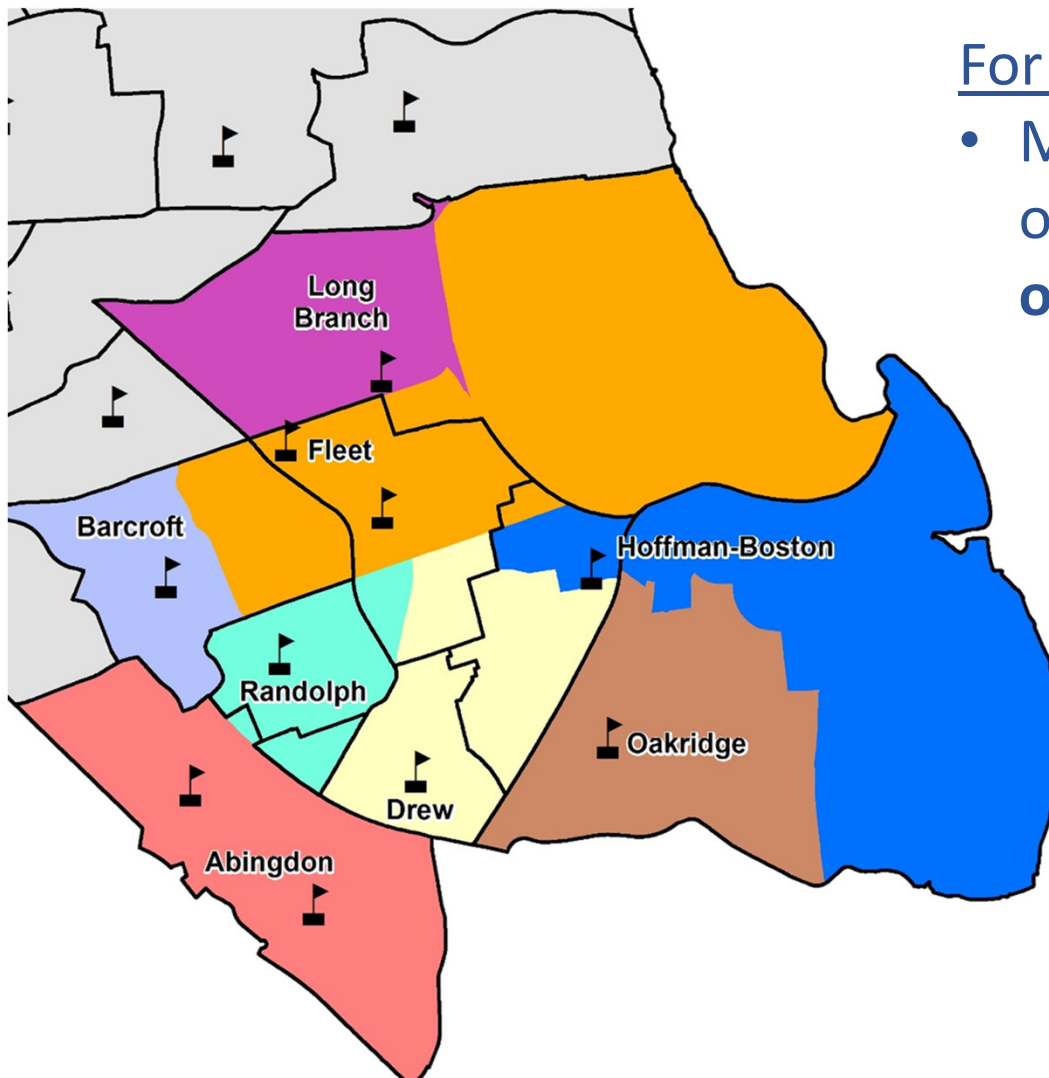 For
• M
o
o
Long
Branch
Fleet
Barcroft
Hoffman-Boston
Randolph
Oakridge
Drew
Abingdon